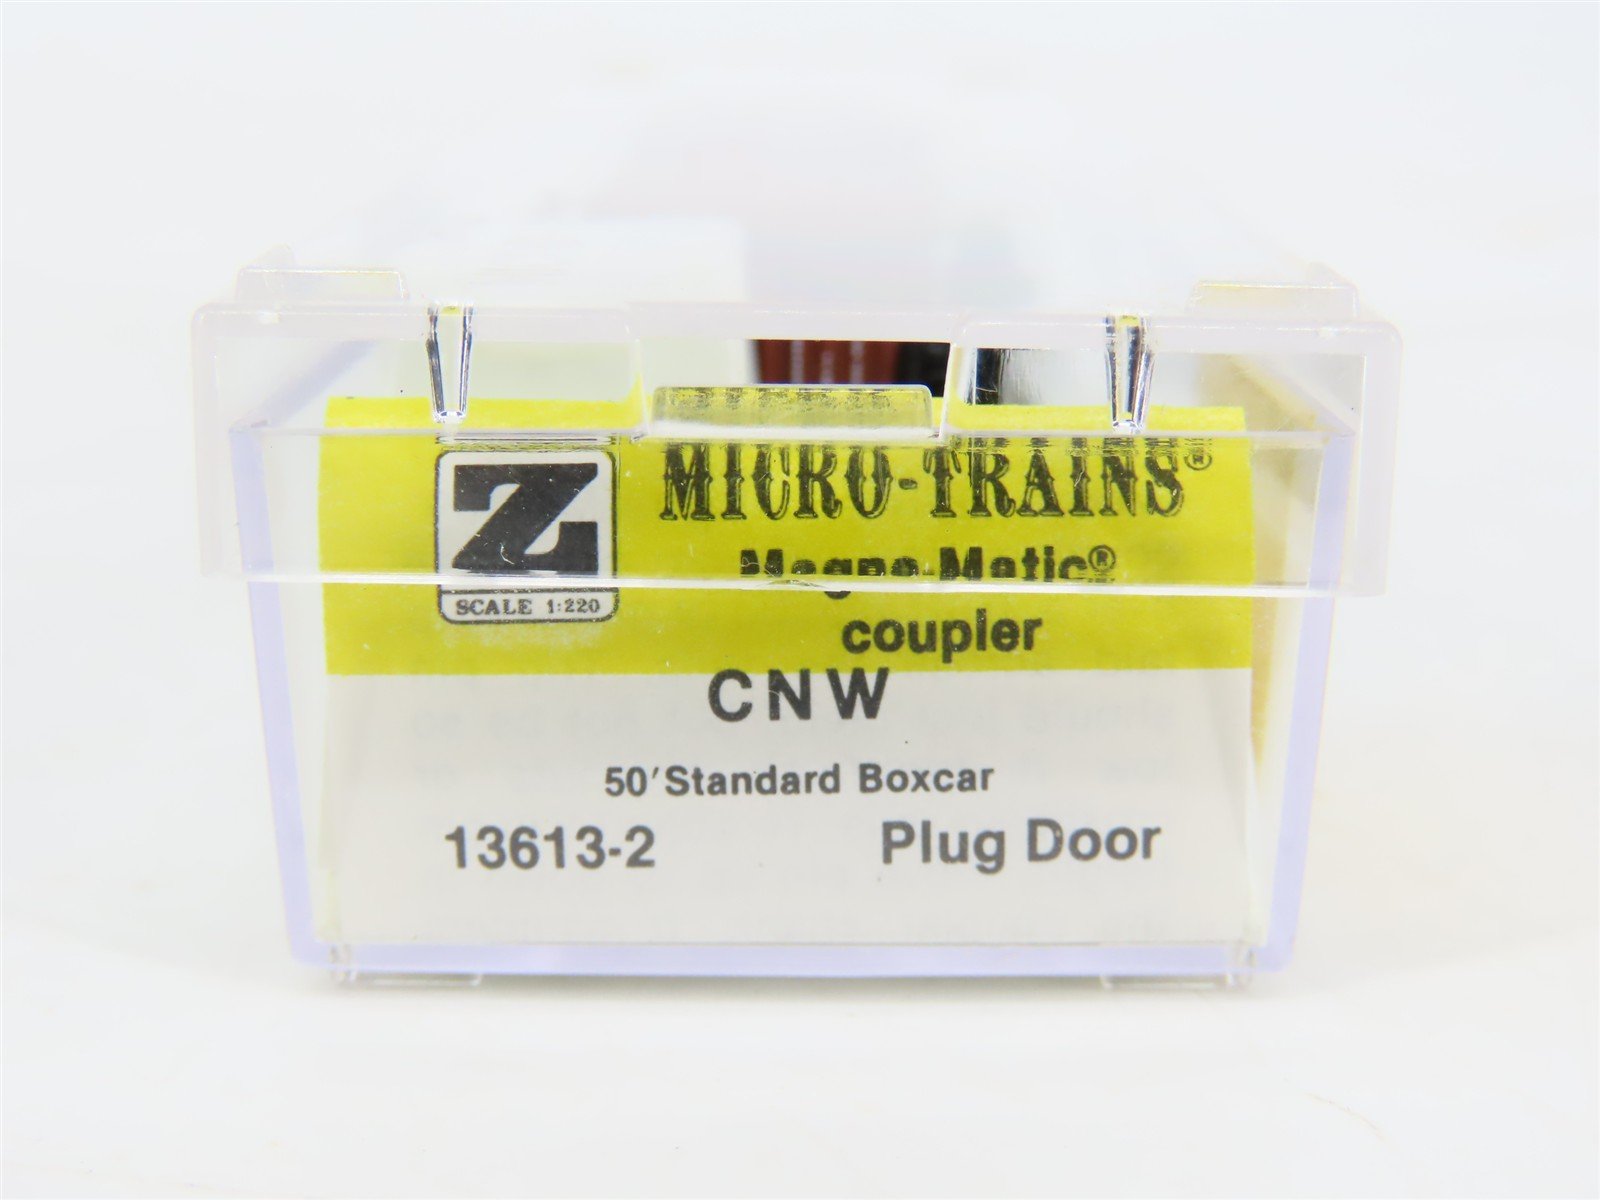 Z
SCALE 1:220
MICRO-TRAINS®
Magne-Matic®
coupler
CNW
50' Standard Boxcar
13613-2 Plug Door